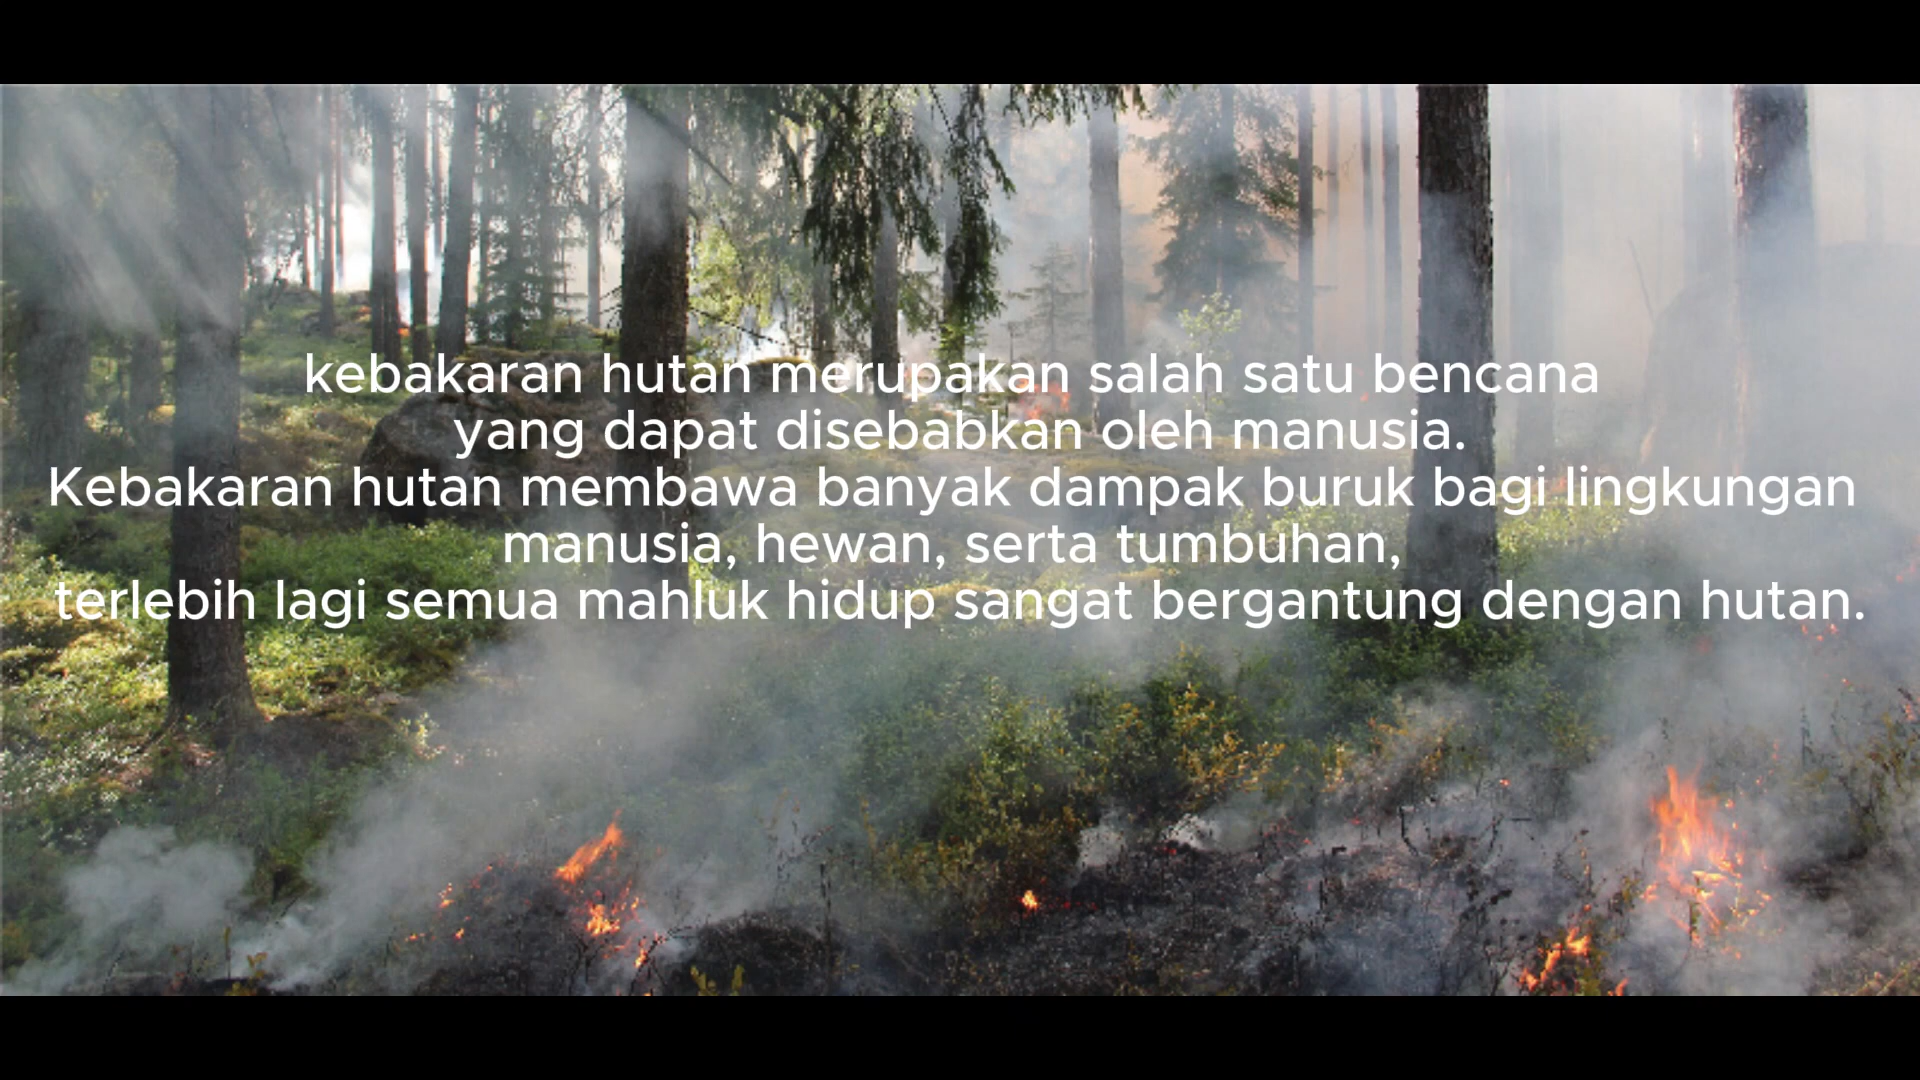 kebakaran hutan merupakan salah satu bencana
yang dapat disebabkan oleh manusia.
Kebakaran hutan membawa banyak dampak buruk bagi lingkungan
manusia, hewan, serta tumbuhan,
terlebih lagi semua mahluk hidup sangat bergantung dengan hutan.